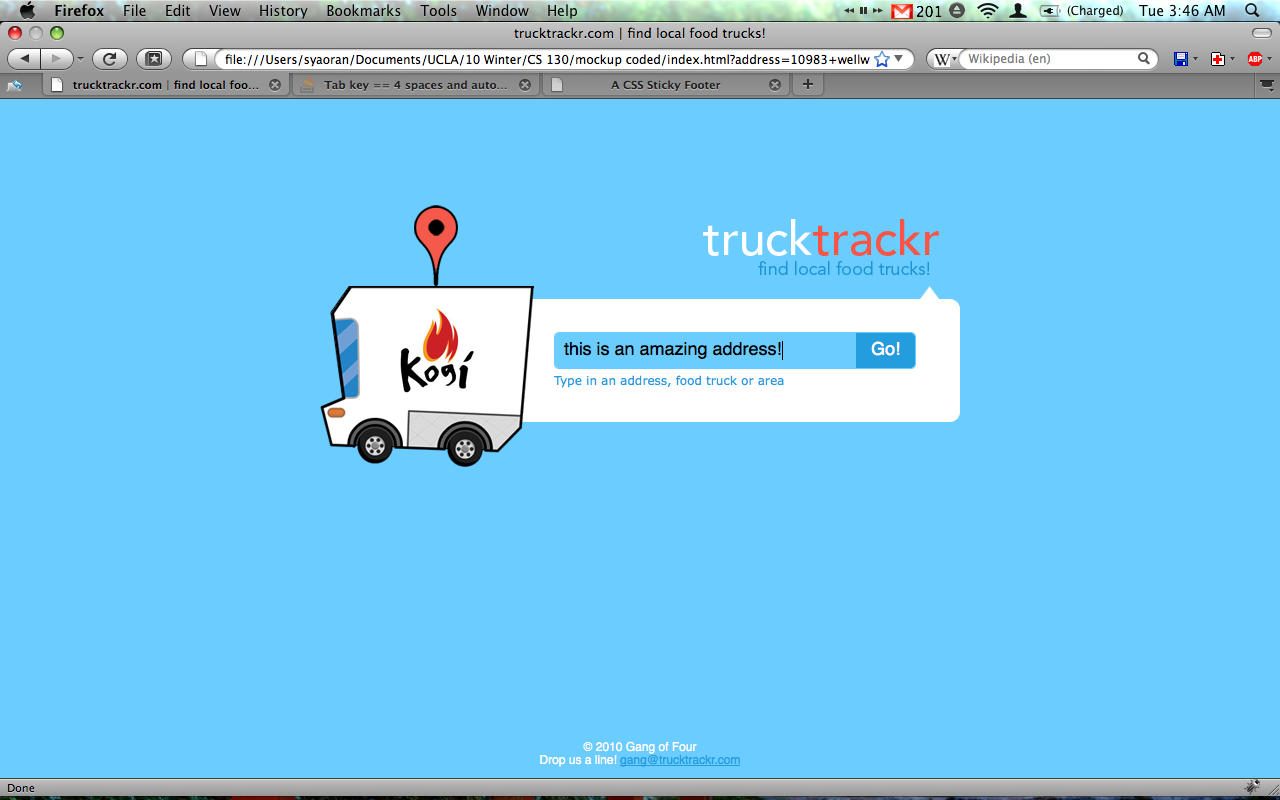 Firefox File Edit View History Bookmarks Tools Window Help 201 (Charged) Tue 3:46 AM
trucktrackr.com | find local food trucks!
file:///Users/syaoran/Documents/UCLA/10 Winter/CS 130/mockup coded/index.html?address=10983+wellw W Wikipedia (en) ABP
trucktrackr.com | find local foo... Tab key == 4 spaces and auto... A CSS Sticky Footer
trucktrackr
find local food trucks!
Kogi
this is an amazing address! Go!
Type in an address, food truck or area
© 2010 Gang of Four
Drop us a line! gang@trucktrackr.com
Done